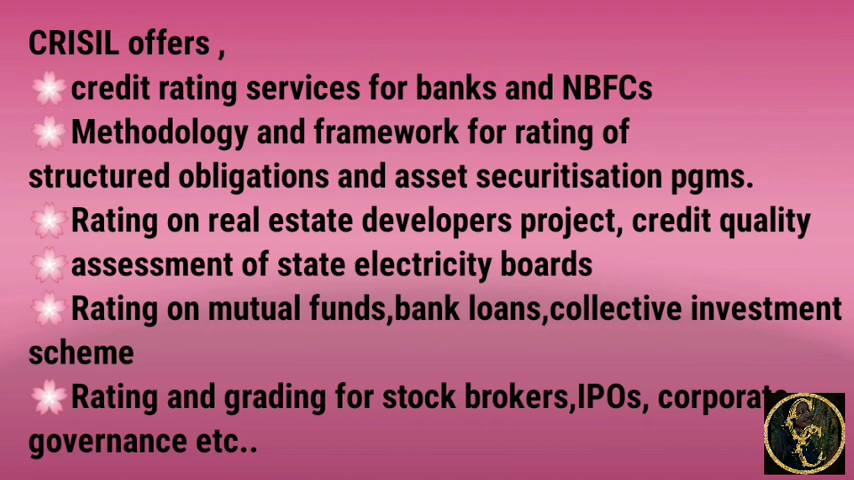 CRISIL offers ,
🌸credit rating services for banks and NBFCs
🌸Methodology and framework for rating of
structured obligations and asset securitisation pgms.
🌸Rating on real estate developers project, credit quality
🌸assessment of state electricity boards
🌸Rating on mutual funds,bank loans,collective investment
scheme
🌸Rating and grading for stock brokers,IPOs, corporate
governance etc..